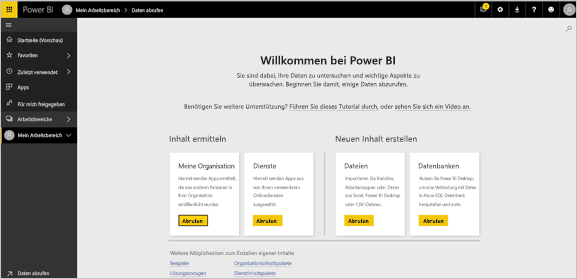 Power BI
Mein Arbeitsbereich > Daten abrufen
Startseite (Vorschau)
Favoriten
Zuletzt verwendet
Apps
Für mich freigegeben
Arbeitsbereiche
Mein Arbeitsbereich
Daten abrufen
Willkommen bei Power BI
Sie sind dabei, Ihre Daten zu untersuchen und wichtige Aspekte zu
überwachen. Beginnen Sie damit, einige Daten abzurufen.
Benötigen Sie weitere Unterstützung? Führen Sie dieses Tutorial durch, oder sehen Sie sich ein Video an.
Inhalt ermitteln
Meine Organisation
Hiermit werden Apps ermittelt,
die von anderen Personen in
Ihrer Organisation
veröffentlicht wurden.
Abrufen
Dienste
Hiermit werden Apps aus
von Ihnen verwendeten
Onlinediensten
ausgewählt.
Abrufen
Neuen Inhalt erstellen
Dateien
Importieren Sie Berichte,
Arbeitsmappen oder Daten
aus Excel, Power BI Desktop
oder CSV-Dateien.
Abrufen
Datenbanken
Nutzen Sie Power BI Desktop,
um eine Verbindung mit Daten
in Azure SQL-Datenbank
herzustellen und mehr.
Abrufen
Weitere Möglichkeiten zum Erstellen eigener Inhalte
Beispiele
Organisationsinhaltspakete
Lösungsvorlagen
Dienstinhaltspakete